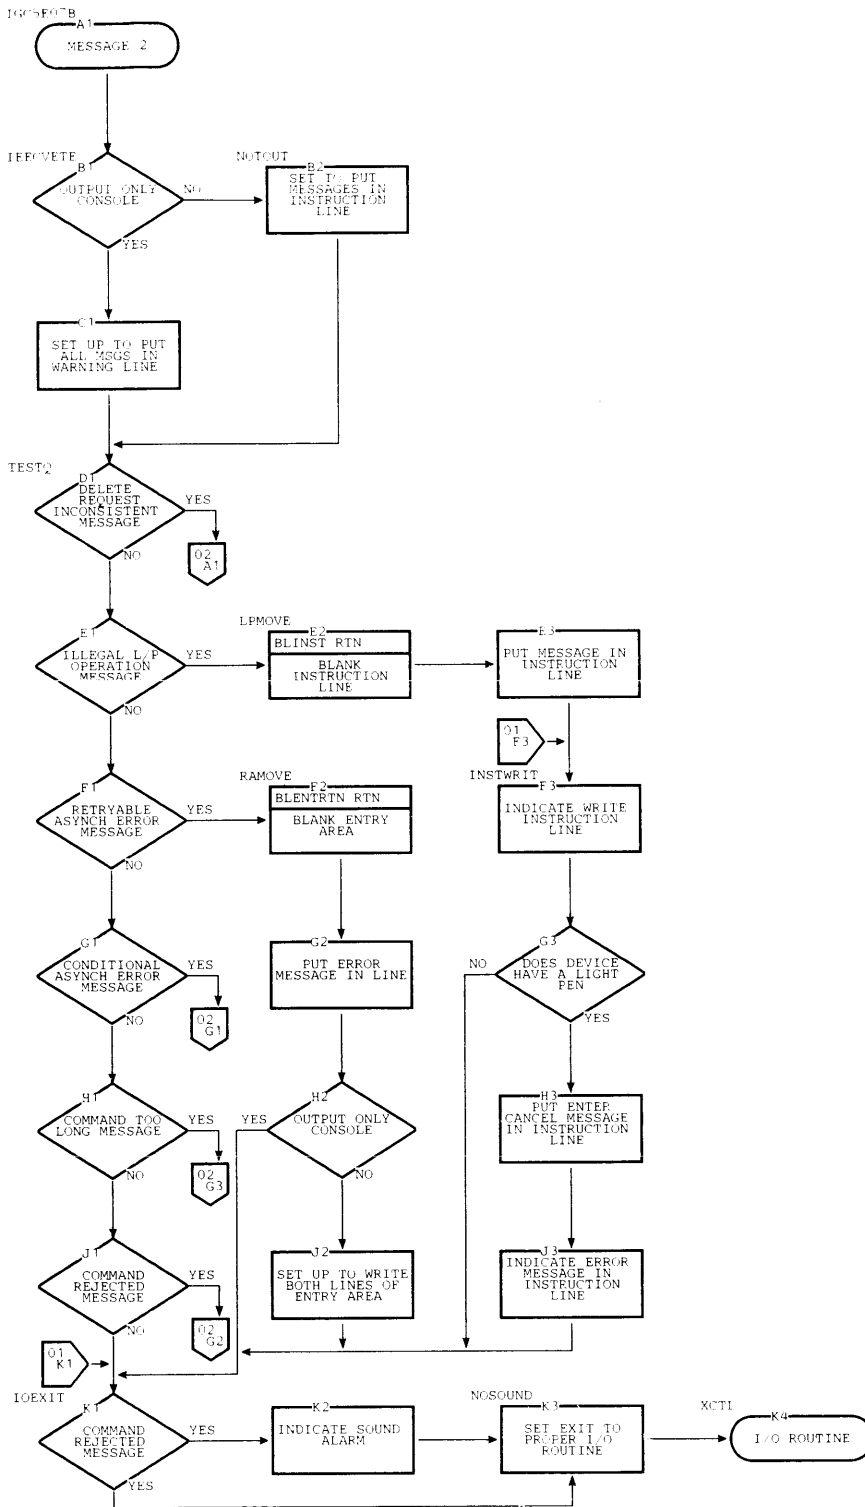 A1
MESSAGE 2
IEECVETE
B1
OUTPUT ONLY
CONSOLE
NO
YES
NOTOUT
B2
SET TO PUT
MESSAGES IN
INSTRUCTION
LINE
C1
SET UP TO PUT
ALL MSGS IN
WARNING LINE
TESTQ
D1
DELETE
REQUEST
INCONSISTENT
MESSAGE
YES
NO
02
A1
E1
ILLEGAL L/P
OPERATION
MESSAGE
YES
NO
LPMOVE
E2
BLINST RTN
BLANK
INSTRUCTION
LINE
E3
PUT MESSAGE IN
INSTRUCTION
LINE
01
F3
F1
RETRYABLE
ASYNCH ERROR
MESSAGE
YES
NO
RAMOVE
F2
BLENTRTN RTN
BLANK ENTRY
AREA
INSTWRIT
F3
INDICATE WRITE
INSTRUCTION
LINE
G1
CONDITIONAL
ASYNCH ERROR
MESSAGE
YES
NO
02
G1
G2
PUT ERROR
MESSAGE IN LINE
G3
DOES DEVICE
HAVE A LIGHT
PEN
NO
YES
H1
COMMAND TOO
LONG MESSAGE
YES
NO
02
G3
H2
OUTPUT ONLY
CONSOLE
YES
NO
H3
PUT ENTER
CANCEL MESSAGE
IN INSTRUCTION
LINE
J1
COMMAND
REJECTED
MESSAGE
YES
NO
02
G2
J2
SET UP TO WRITE
BOTH LINES OF
ENTRY AREA
J3
INDICATE ERROR
MESSAGE IN
INSTRUCTION
LINE
01
K1
IOEXIT
K1
COMMAND
REJECTED
MESSAGE
YES
YES
K2
INDICATE SOUND
ALARM
NOSOUND
K3
SET EXIT TO
PROPER I/O
ROUTINE
XCTL
K4
I/O ROUTINE